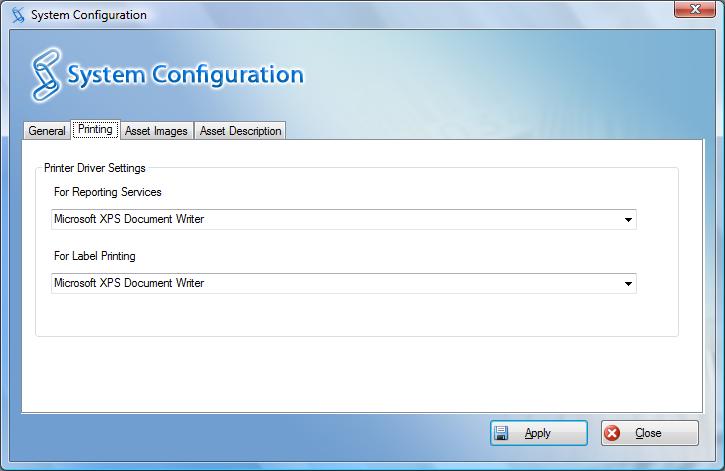 System Configuration
System Configuration
General Printing Asset Images Asset Description
Printer Driver Settings
For Reporting Services
Microsoft XPS Document Writer
For Label Printing
Microsoft XPS Document Writer
Apply Close